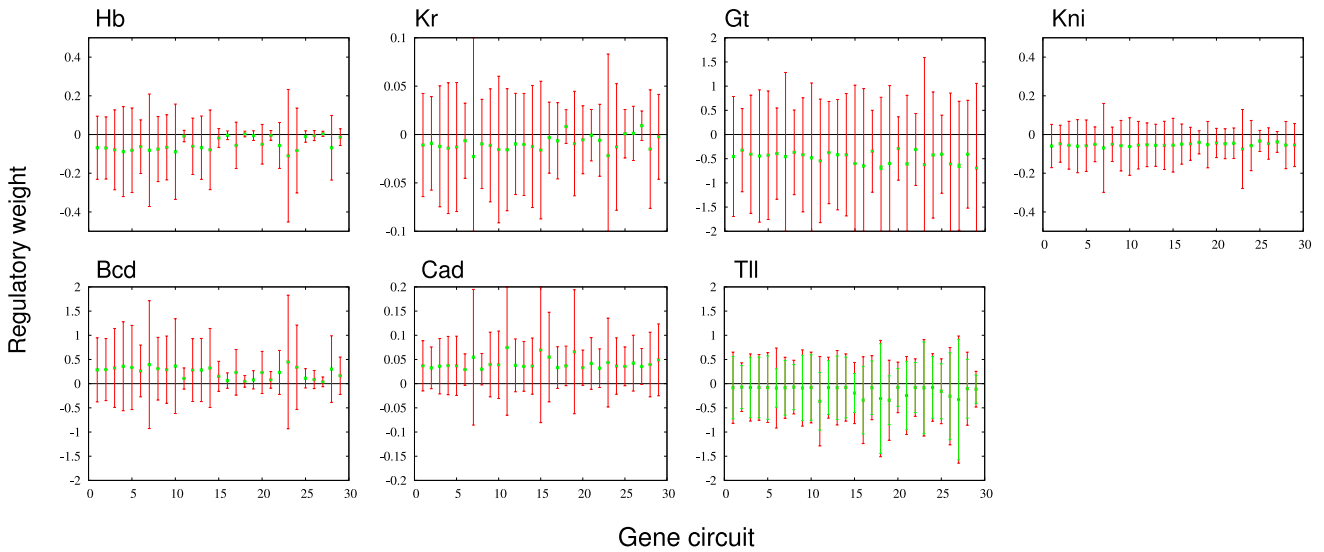 Hb Kr Gt Kni
0.4 0.2 0 -0.2 -0.4
0.1 0.05 0 -0.05 -0.1
2 1.5 1 0.5 0 -0.5 -1 -1.5 -2
0.4 0.2 0 -0.2 -0.4
0 5 10 15 20 25 30
Regulatory weight
Bcd Cad Tll
2 1.5 1 0.5 0 -0.5 -1 -1.5 -2
0.2 0.15 0.1 0.05 0 0.05 0.1 0.15 0.2
2 1.5 1 0.5 0 -0.5 -1 -1.5 -2
0 5 10 15 20 25 30
0 5 10 15 20 25 30
0 5 10 15 20 25 30
Gene circuit